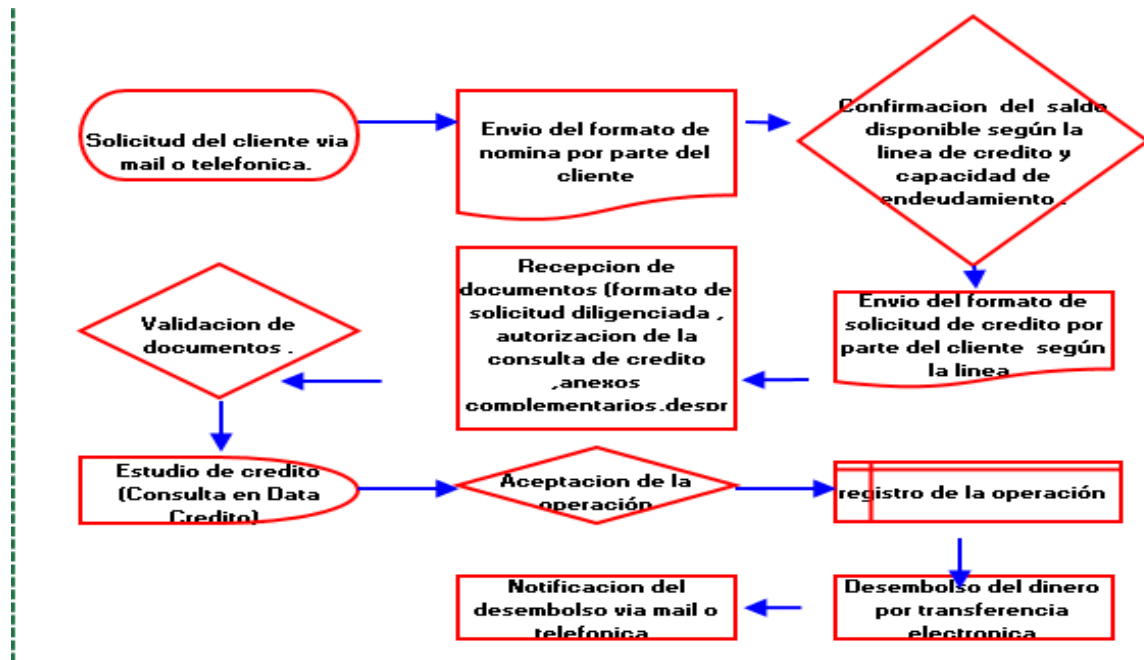 Solicitud del cliente via
mail o telefonica.
Envio del formato de
nomina por parte del
cliente
Confirmacion del saldo
disponible según la
linea de credito y
capacidad de
endeudamiento .
Envio del formato de
solicitud de credito por
parte del cliente según
la linea
Recepcion de
documentos (formato de
solicitud diligenciada ,
autorizacion de la
consulta de credito
,anexos
complementarios,despr
Validacion de
documentos .
Estudio de credito
(Consulta en Data
Credito)
Aceptacion de la
operación
registro de la operación
Desembolso del dinero
por transferencia
electronica
Notificacion del
desembolso via mail o
telefonica